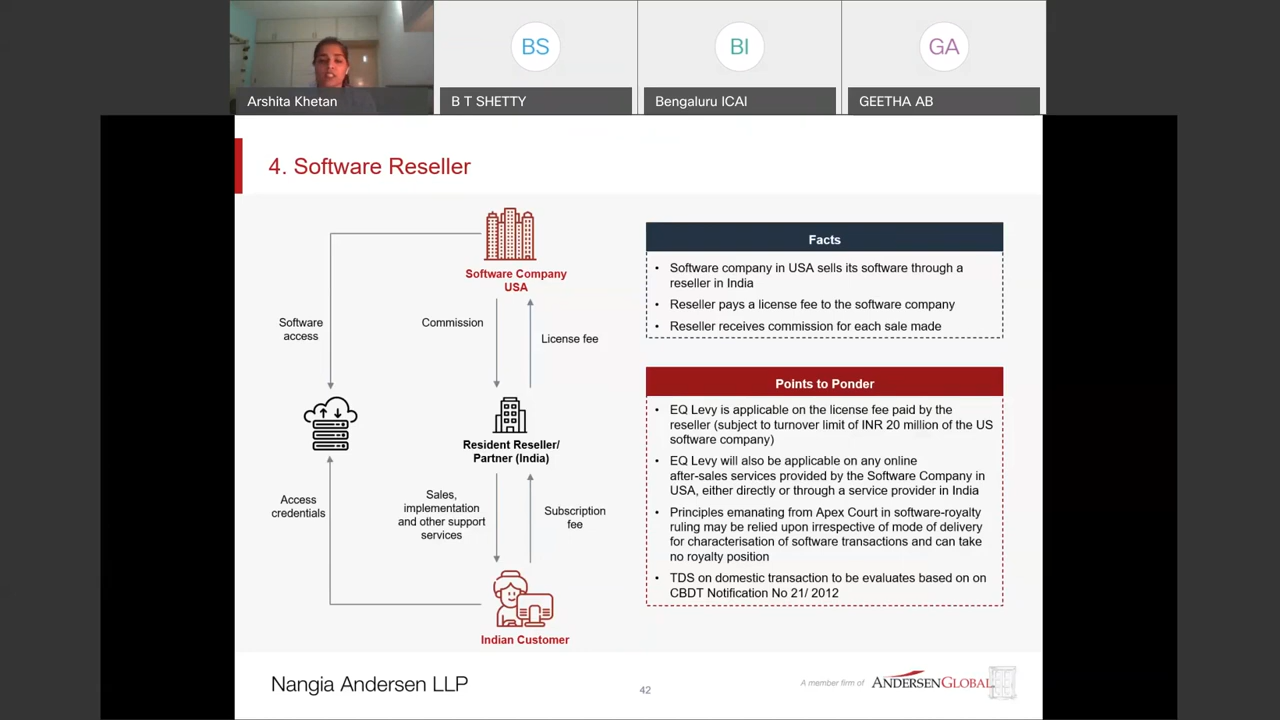 BS
BI
GA
Arshita Khetan
B T SHETTY
Bengaluru ICAI
GEETHA AB
4. Software Reseller
Software Company
USA
Software
access
Commission
License fee
Resident Reseller/
Partner (India)
Access
credentials
Sales,
implementation
and other support
services
Subscription
fee
Indian Customer
Facts
• Software company in USA sells its software through a
reseller in India
• Reseller pays a license fee to the software company
• Reseller receives commission for each sale made
Points to Ponder
• EQ Levy is applicable on the license fee paid by the
reseller (subject to turnover limit of INR 20 million of the US
software company)
• EQ Levy will also be applicable on any online
after-sales services provided by the Software Company in
USA, either directly or through a service provider in India
• Principles emanating from Apex Court in software-royalty
ruling may be relied upon irrespective of mode of delivery
for characterisation of software transactions and can take
no royalty position
• TDS on domestic transaction to be evaluates based on on
CBDT Notification No 21/ 2012
Nangia Andersen LLP
42
A member firm of
ANDERSEN GLOBAL